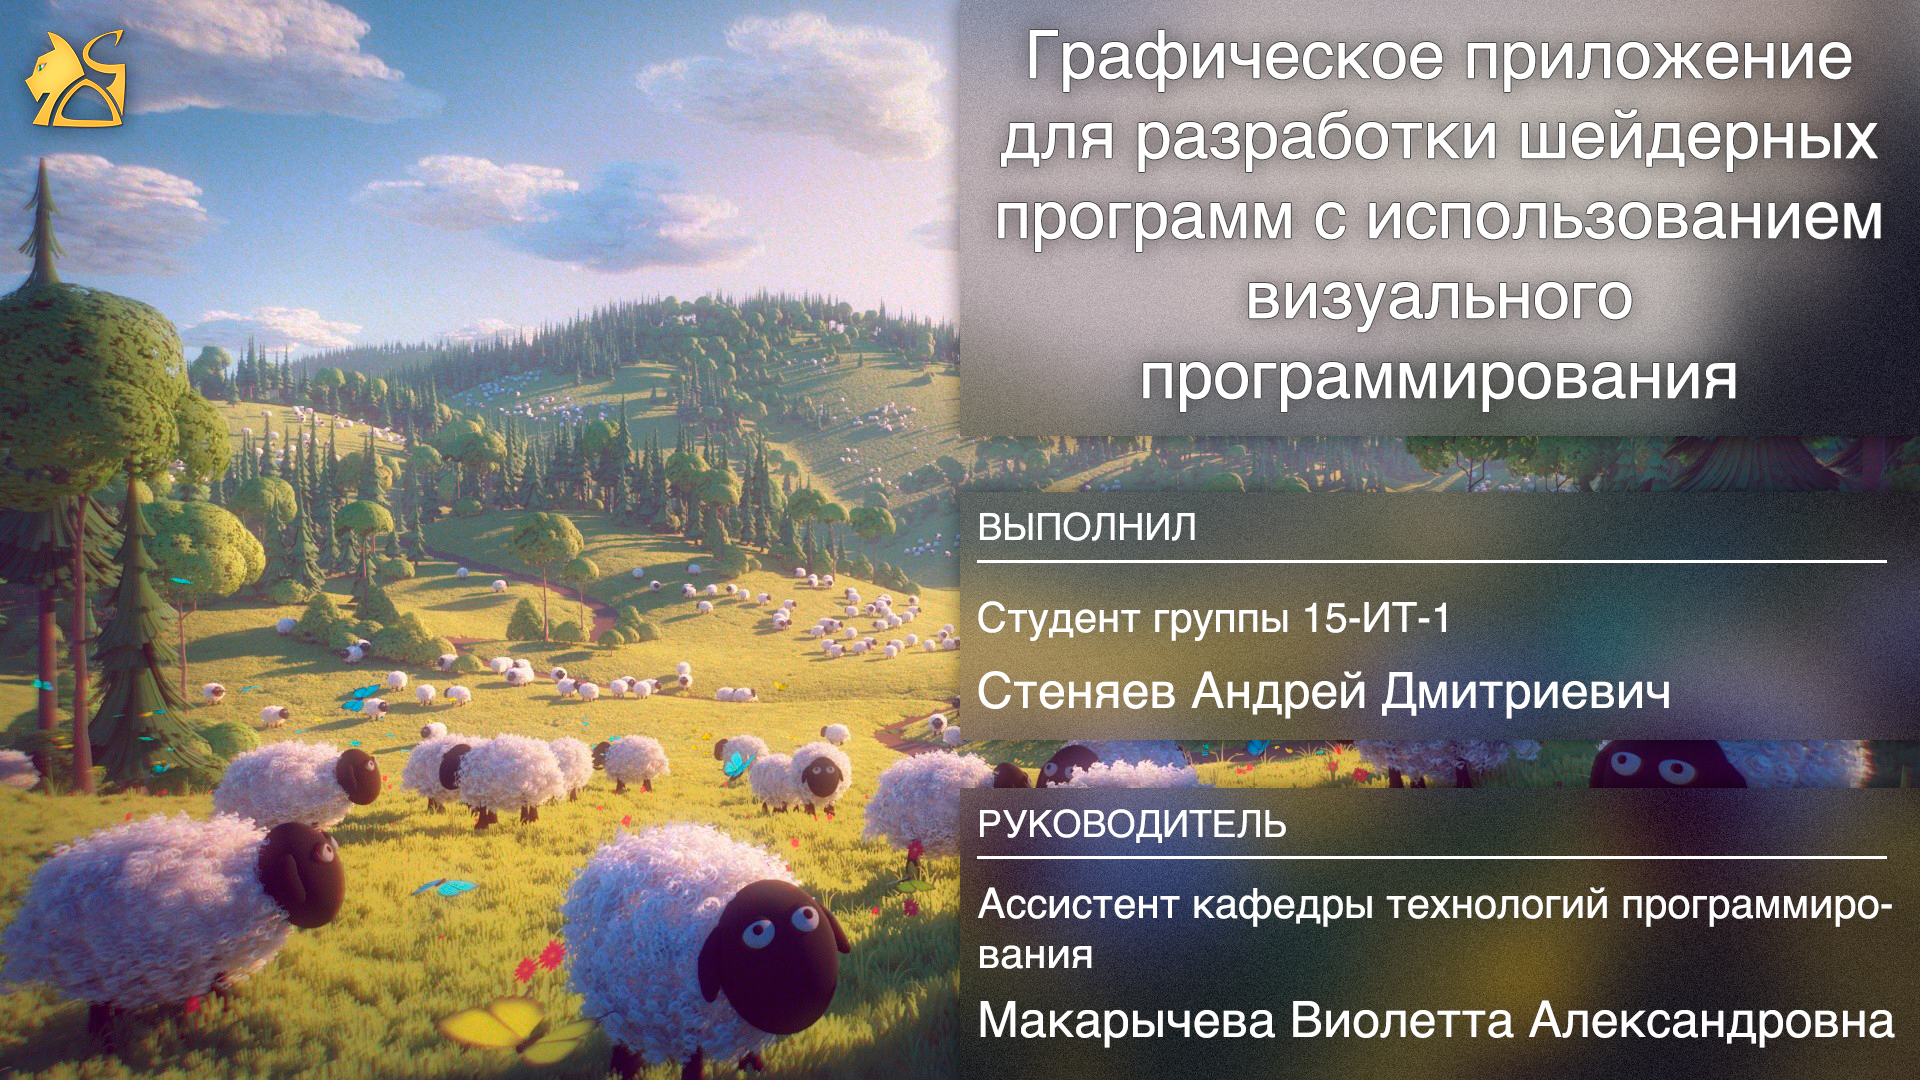 Графическое приложение
для разработки шейдерных
программ с использованием
визуального
программирования
ВЫПОЛНИЛ
Студент группы 15-ИТ-1
Стеняев Андрей Дмитриевич
РУКОВОДИТЕЛЬ
Ассистент кафедры технологий программиро-
вания
Макарычева Виолетта Александровна